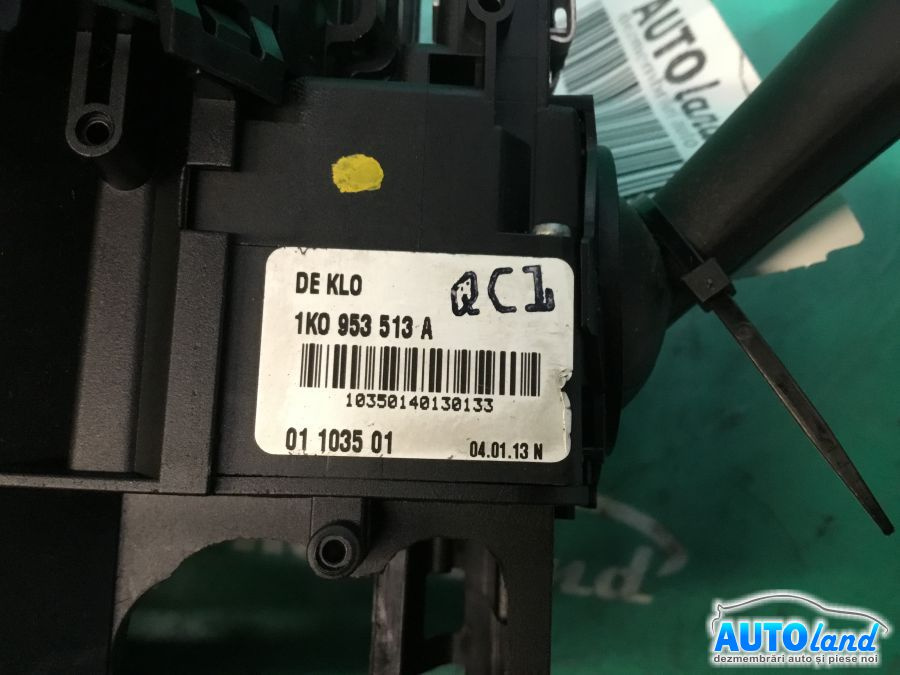 AUTOland
DE KLO
QC1
1K0 953 513 A
10350140130133
01 1035 01
04.01.13 N
AUTOland
dezmembrări auto și piese noi